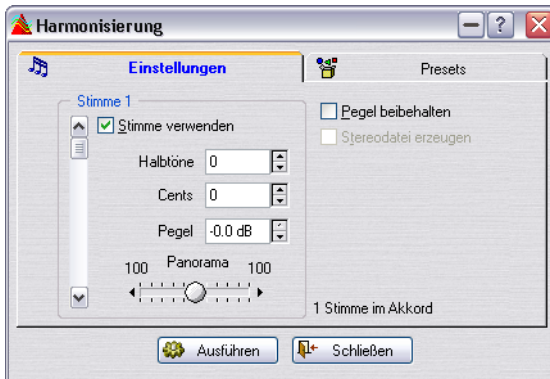 Harmonisierung
Einstellungen
Presets
Stimme 1
Stimme verwenden
Halbtöne 0
Cents 0
Pegel -0.0 dB
100 Panorama 100
Pegel beibehalten
Stereodatei erzeugen
1 Stimme im Akkord
Ausführen
Schließen